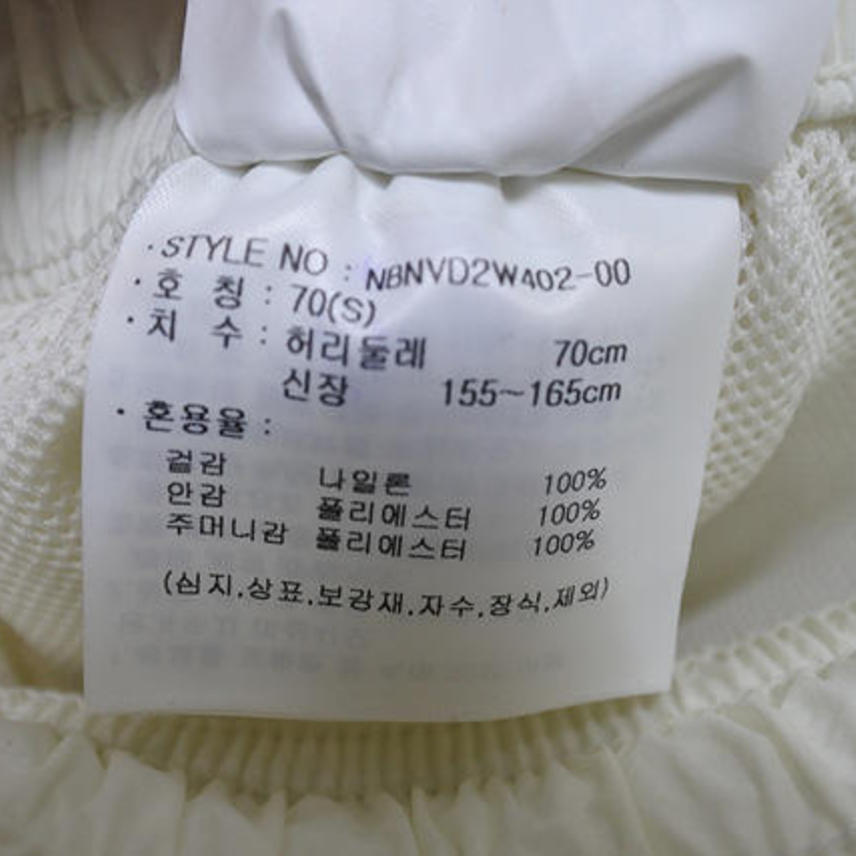 · STYLE NO : NBNVD2W402-00
· 호 칭 : 70(S)
· 치 수 : 허리둘레 70cm
신장 155~165cm
· 혼용율 :
겉감 나일론 100%
안감 폴리에스터 100%
주머니감 폴리에스터 100%
(심지.상표.보강재.자수.장식.제외)